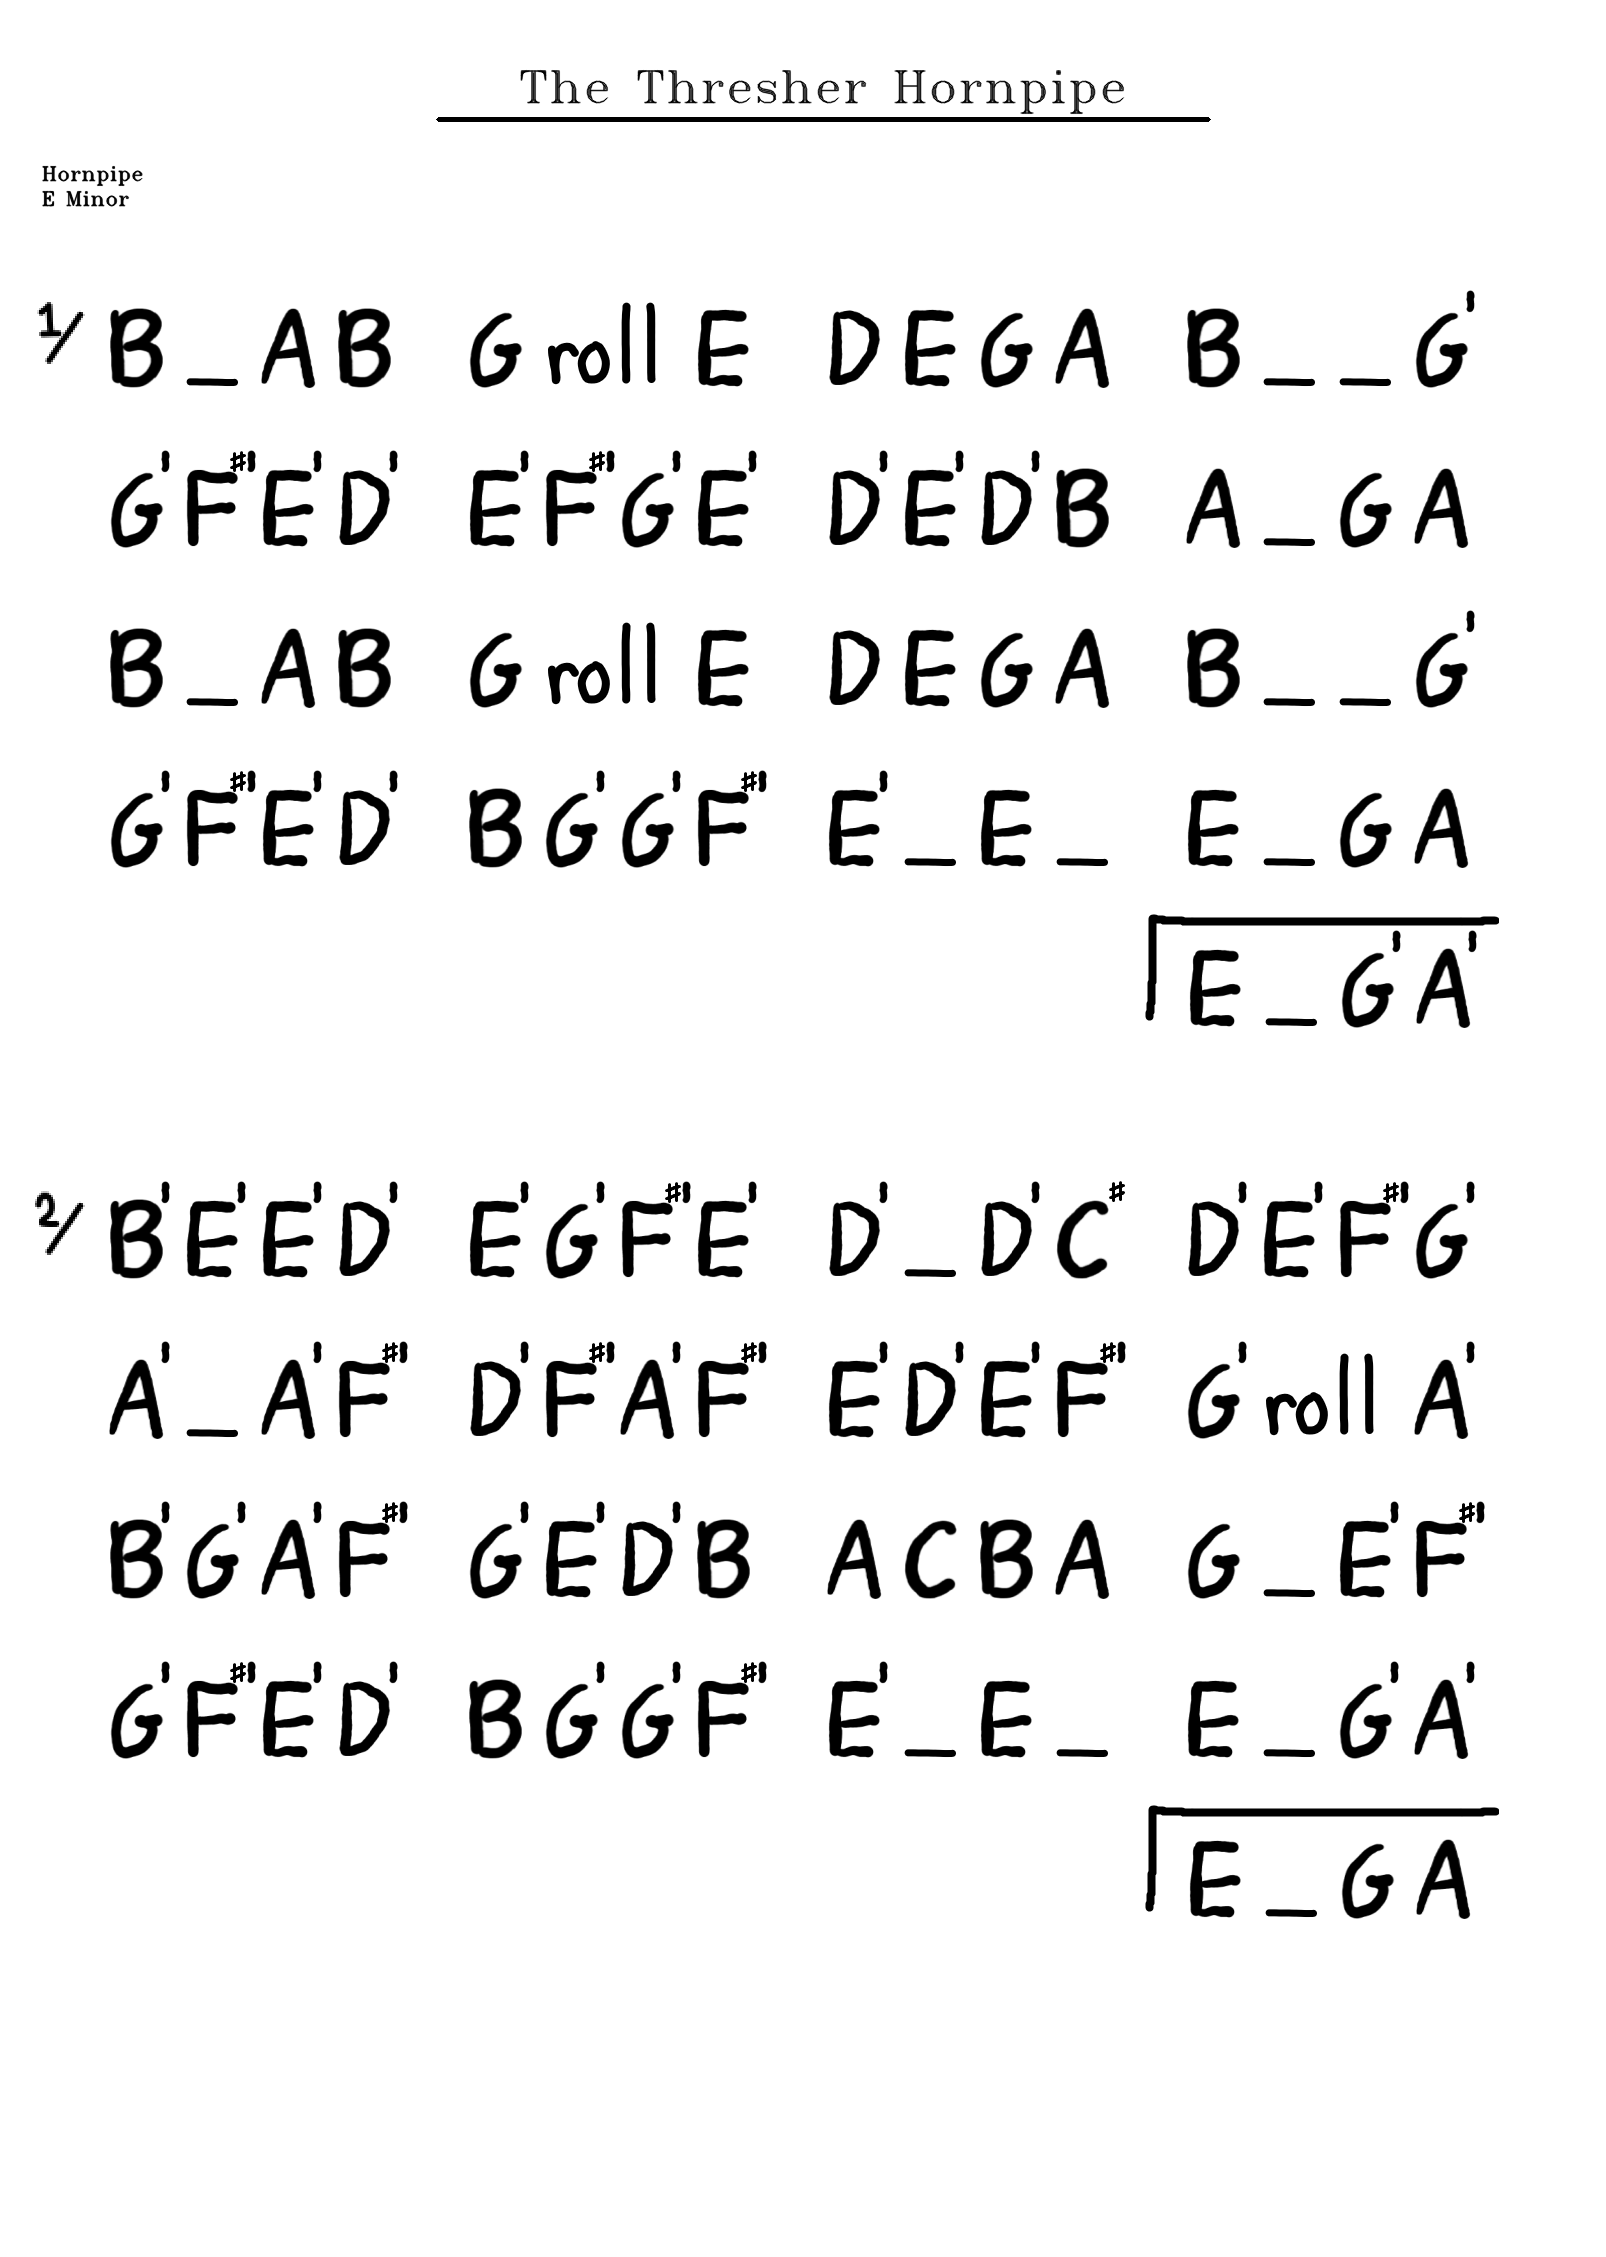 The Thresher Hornpipe
Hornpipe
E Minor
1/ B_AB G roll E DEGA B__G'
G'F#'E'D' E'F#'G'E' D'E'D'B A_GA
B_AB G roll E DEGA B__G'
G'F#'E'D' BG'G'F#' E'_E_ E_GA
E_G'A'
2/ B'E'E'D' E'G'F#'E' D'_D'C# D'E'F#'G'
A'_A'F#' D'F#'A'F#' E'D'E'F#' G' roll A'
B'G'A'F#' G'E'D'B ACBA G_E'F#'
G'F#'E'D' BG'G'F#' E'_E_ E_G'A'
E_GA